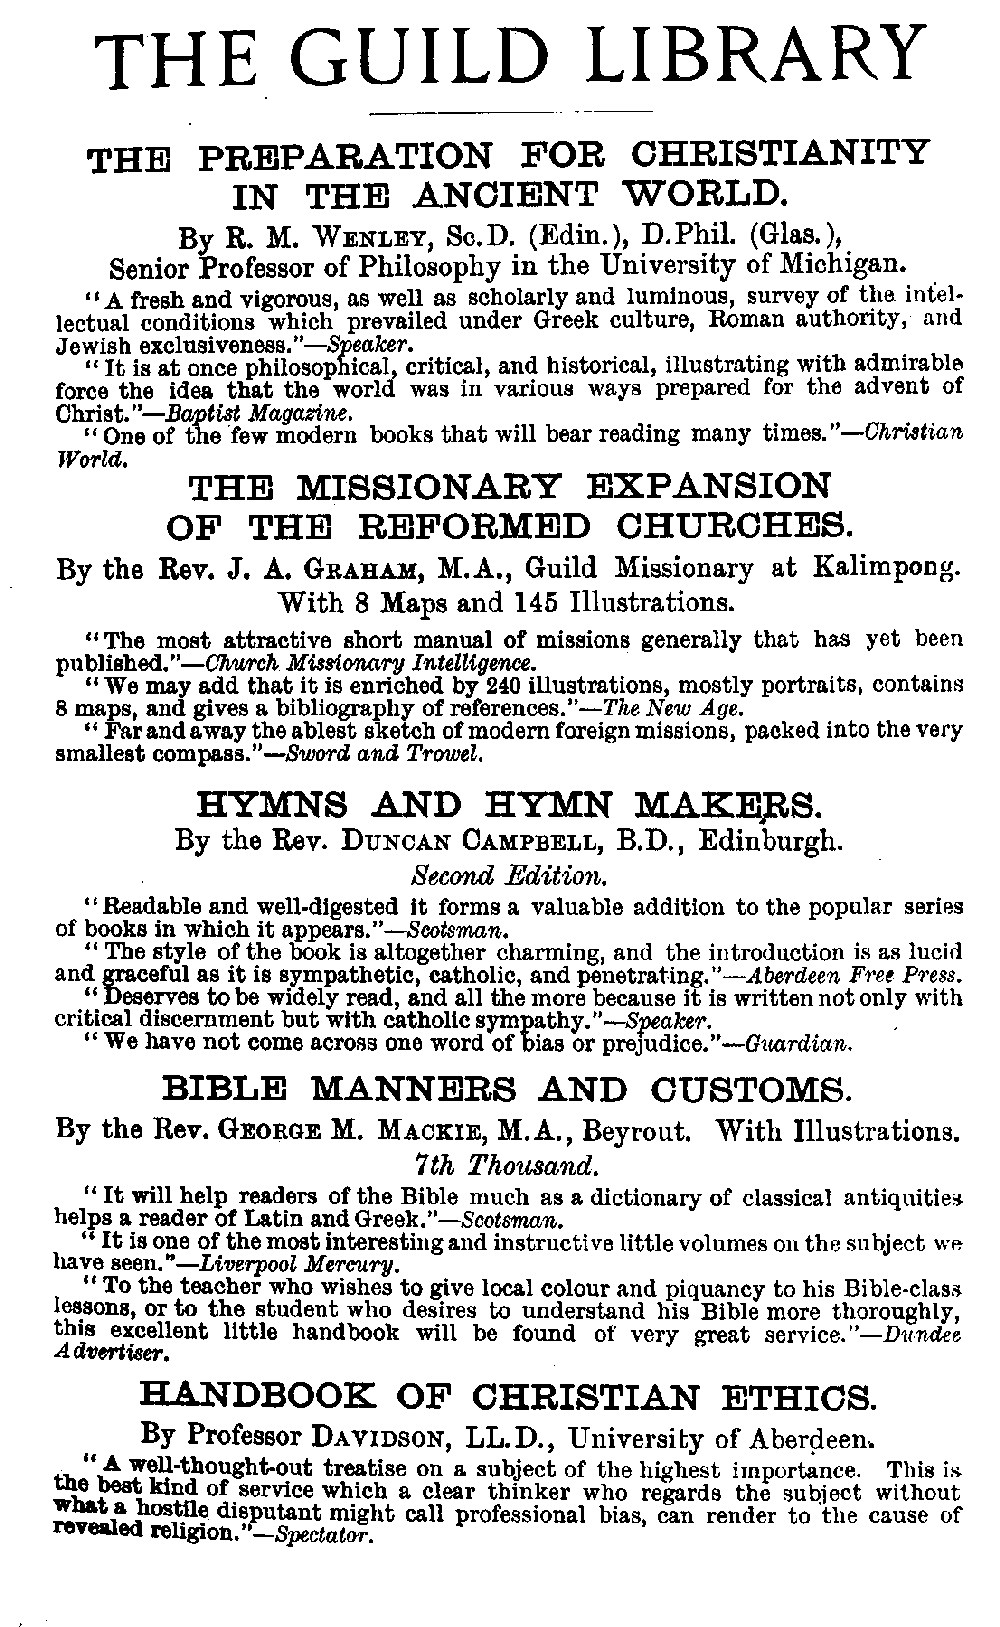 THE GUILD LIBRARY
THE PREPARATION FOR CHRISTIANITY
IN THE ANCIENT WORLD.
By R. M. WENLEY, Sc.D. (Edin.), D.Phil. (Glas.),
Senior Professor of Philosophy in the University of Michigan.
"A fresh and vigorous, as well as scholarly and luminous, survey of the intel-
lectual conditions which prevailed under Greek culture, Roman authority, and
Jewish exclusiveness."—Speaker.
"It is at once philosophical, critical, and historical, illustrating with admirable
force the idea that the world was in various ways prepared for the advent of
Christ."—Baptist Magazine.
"One of the few modern books that will bear reading many times."—Christian
World.
THE MISSIONARY EXPANSION
OF THE REFORMED CHURCHES.
By the Rev. J. A. GRAHAM, M.A., Guild Missionary at Kalimpong.
With 8 Maps and 145 Illustrations.
"The most attractive short manual of missions generally that has yet been
published."—Church Missionary Intelligence.
"We may add that it is enriched by 240 illustrations, mostly portraits, contains
8 maps, and gives a bibliography of references."—The New Age.
"Far and away the ablest sketch of modern foreign missions, packed into the very
smallest compass."—Sword and Trowel.
HYMNS AND HYMN MAKERS.
By the Rev. DUNCAN CAMPBELL, B.D., Edinburgh.
Second Edition.
"Readable and well-digested it forms a valuable addition to the popular series
of books in which it appears."—Scotsman.
"The style of the book is altogether charming, and the introduction is as lucid
and graceful as it is sympathetic, catholic, and penetrating."—Aberdeen Free Press.
"Deserves to be widely read, and all the more because it is written not only with
critical discernment but with catholic sympathy."—Speaker.
"We have not come across one word of bias or prejudice."—Guardian.
BIBLE MANNERS AND CUSTOMS.
By the Rev. GEORGE M. MACKIE, M.A., Beyrout. With Illustrations.
7th Thousand.
"It will help readers of the Bible much as a dictionary of classical antiquities
helps a reader of Latin and Greek."—Scotsman.
"It is one of the most interesting and instructive little volumes on the subject we
have seen."—Liverpool Mercury.
"To the teacher who wishes to give local colour and piquancy to his Bible-class
lessons, or to the student who desires to understand his Bible more thoroughly,
this excellent little handbook will be found of very great service."—Dundee
Advertiser.
HANDBOOK OF CHRISTIAN ETHICS.
By Professor DAVIDSON, LL.D., University of Aberdeen.
"A well-thought-out treatise on a subject of the highest importance. This is
the best kind of service which a clear thinker who regards the subject without
what a hostile disputant might call professional bias, can render to the cause of
revealed religion."—Spectator.